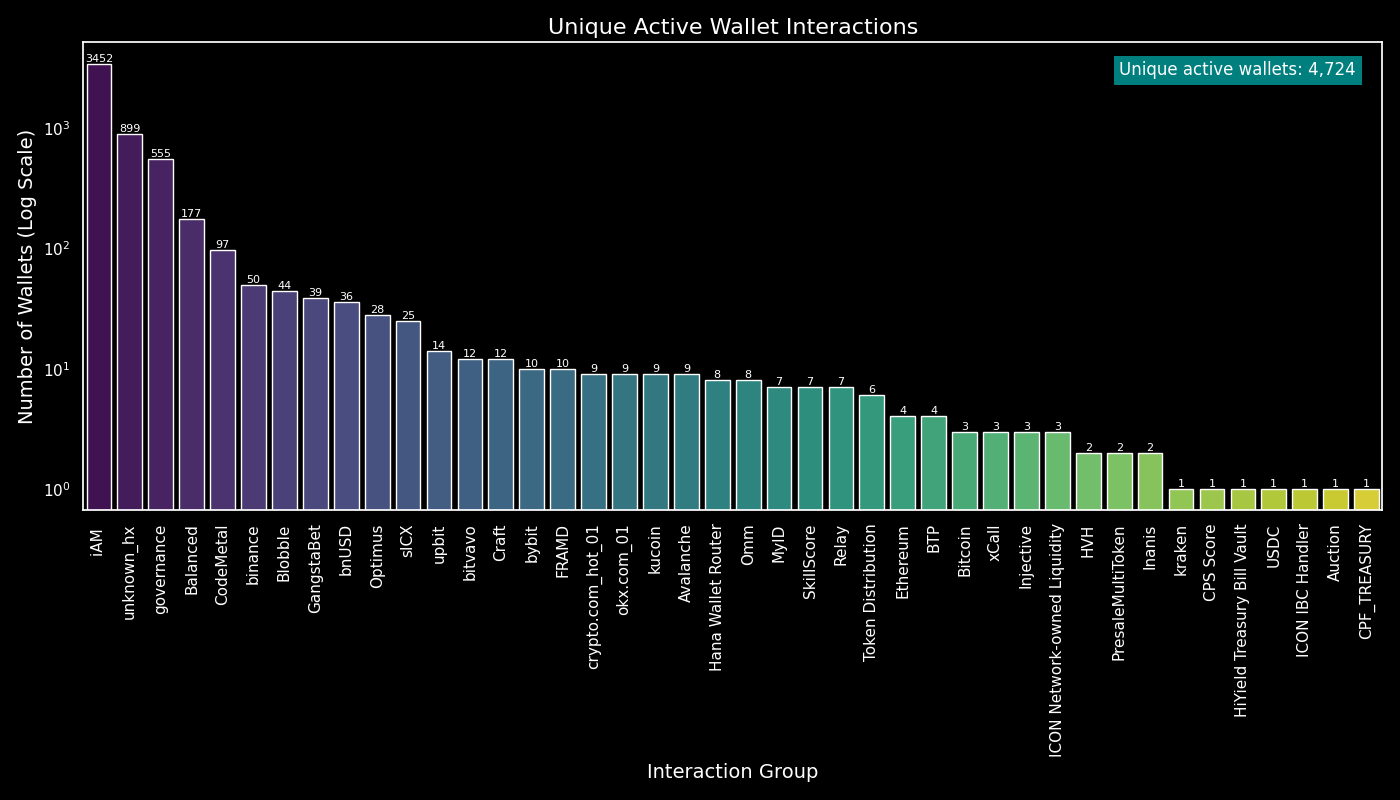 Unique Active Wallet Interactions
Unique active wallets: 4,724
Number of Wallets (Log Scale)
10³
10²
10¹
10⁰
3452
899
555
177
97
50
44
39
36
28
25
14
12
12
10
10
9
9
9
9
8
8
7
7
7
6
4
4
3
3
3
3
2
2
2
1
1
1
1
1
1
1
iAM
unknown_hx
governance
Balanced
CodeMetal
binance
Blobble
GangstaBet
bnUSD
Optimus
sICX
upbit
bitvavo
Craft
bybit
FRAMD
crypto.com_hot_01
okx.com_01
kucoin
Avalanche
Hana Wallet Router
Omm
MyID
SkillScore
Relay
Token Distribution
Ethereum
BTP
Bitcoin
xCall
Injective
ICON Network-owned Liquidity
HVH
PresaleMultiToken
Inanis
kraken
CPS Score
HiYield Treasury Bill Vault
USDC
ICON IBC Handler
Auction
CPF_TREASURY
Interaction Group